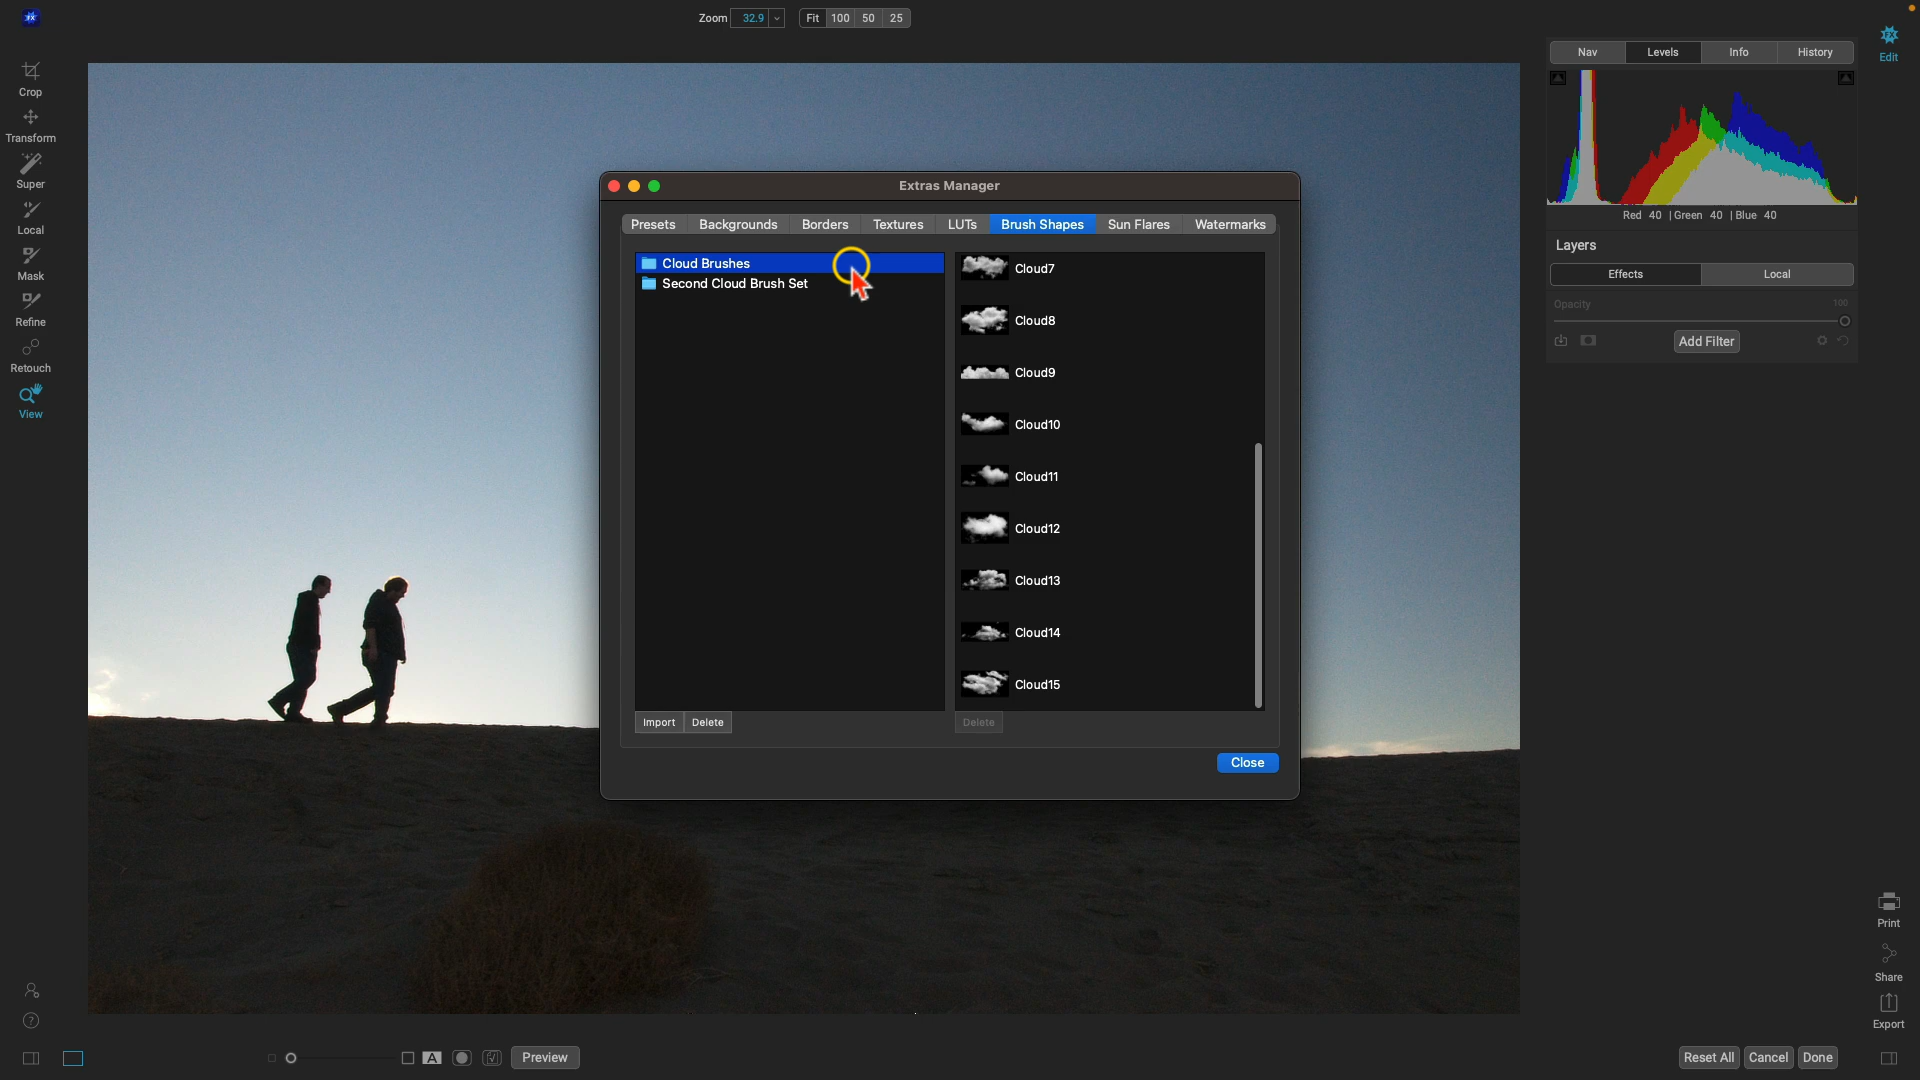 Zoom 32.9 Fit 100 50 25
Edit
Nav Levels Info History
Crop
Transform
Super
Local
Mask
Refine
Retouch
View
Red 40 | Green 40 | Blue 40
Layers
Effects Local
Opacity 100
Add Filter
Extras Manager
Presets Backgrounds Borders Textures LUTs Brush Shapes Sun Flares Watermarks
Cloud Brushes
Second Cloud Brush Set
Cloud7
Cloud8
Cloud9
Cloud10
Cloud11
Cloud12
Cloud13
Cloud14
Cloud15
Import Delete
Delete
Close
Print
Share
Export
A Preview
Reset All Cancel Done